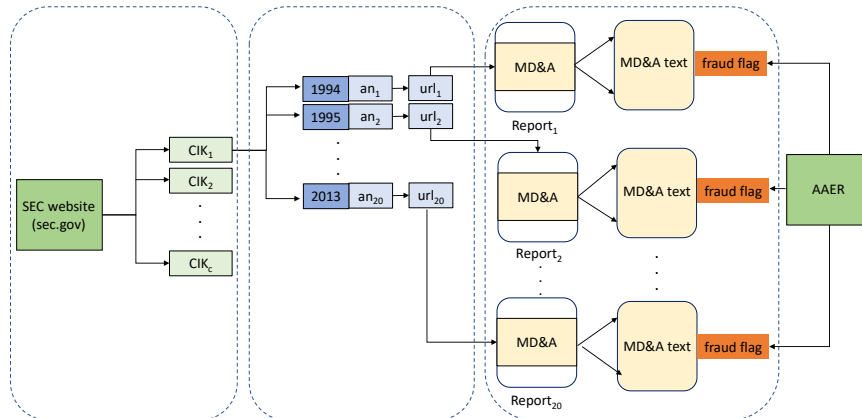 SEC website
(sec.gov)
CIK₁
CIK₂
CIK꜀
1994 an₁ url₁
1995 an₂ url₂
2013 an₂₀ url₂₀
MD&A
Report₁
MD&A text
fraud flag
MD&A
Report₂
MD&A text
fraud flag
MD&A
Report₂₀
MD&A text
fraud flag
AAER